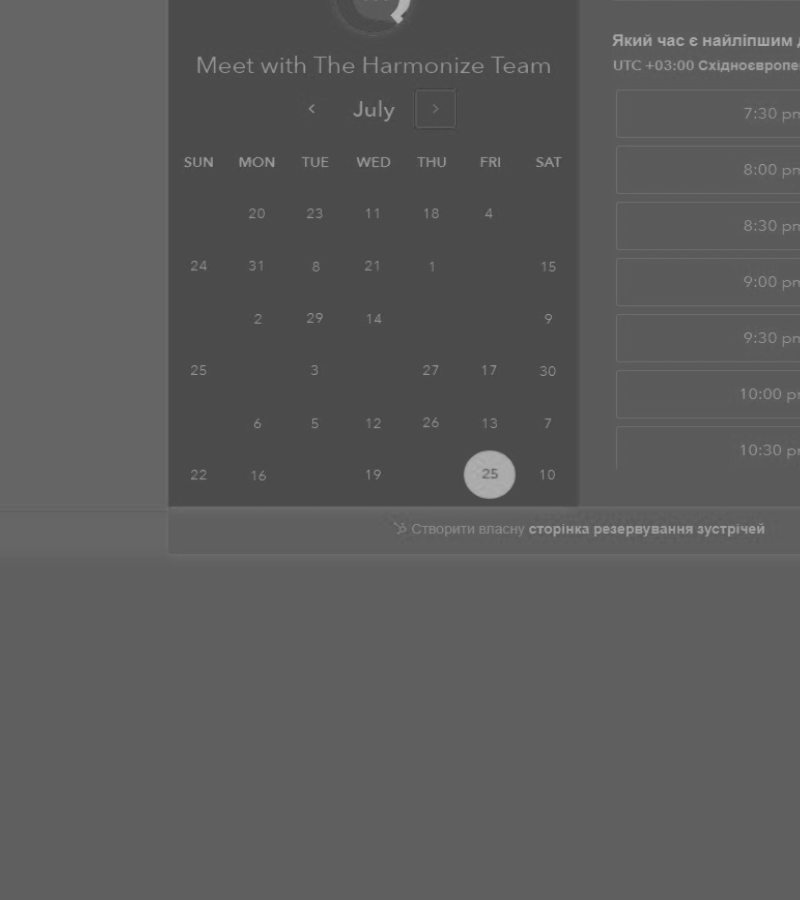 Meet with The Harmonize Team
July
SUN MON TUE WED THU FRI SAT
20 23 11 18 4
24 31 8 21 1 15
2 29 14 9
25 3 27 17 30
6 5 12 26 13 7
22 16 19 25 10
Який час є найліпшим
UTC +03:00 Східноєвропе
7:30 pm
8:00 pm
8:30 pm
9:00 pm
9:30 pm
10:00 p
10:30 pm
Створити власну сторінка резервування зустрічей